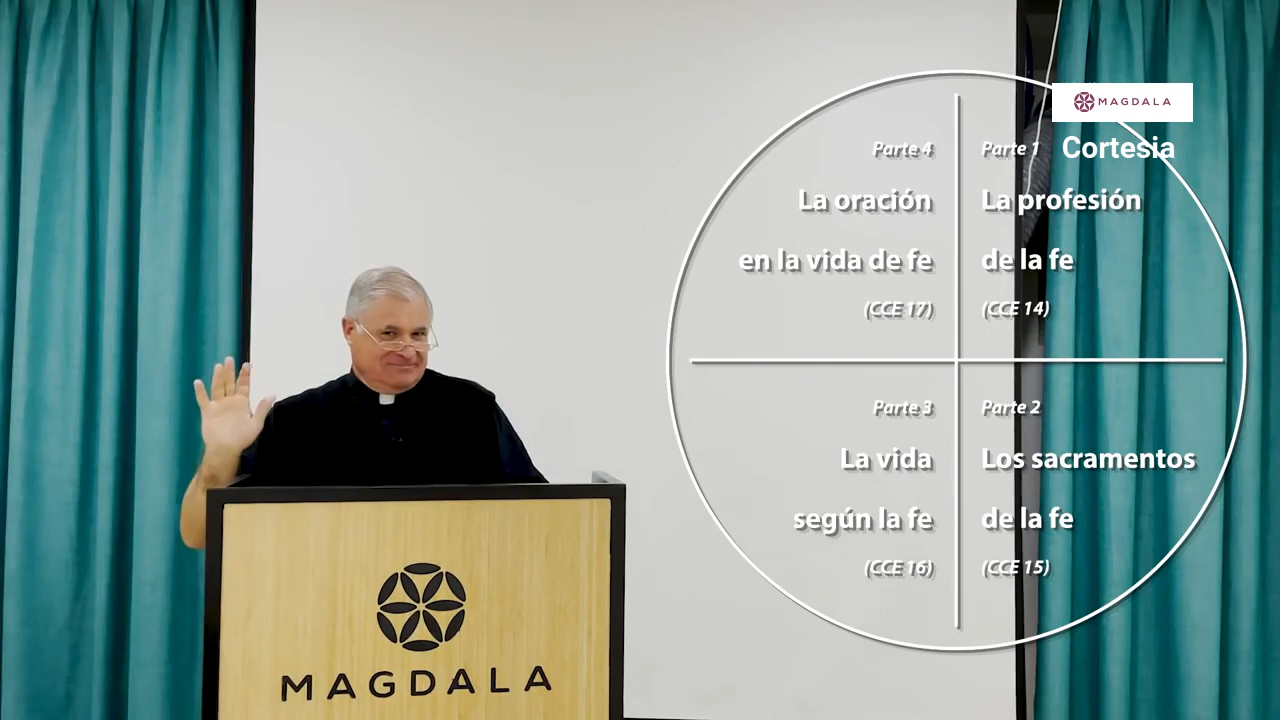 MAGDALA
Cortesia
Parte 4
La oración
en la vida de fe
(CCE 17)
Parte 1
La profesión
de la fe
(CCE 14)
Parte 3
La vida
según la fe
(CCE 16)
Parte 2
Los sacramentos
de la fe
(CCE 15)
MAGDALA